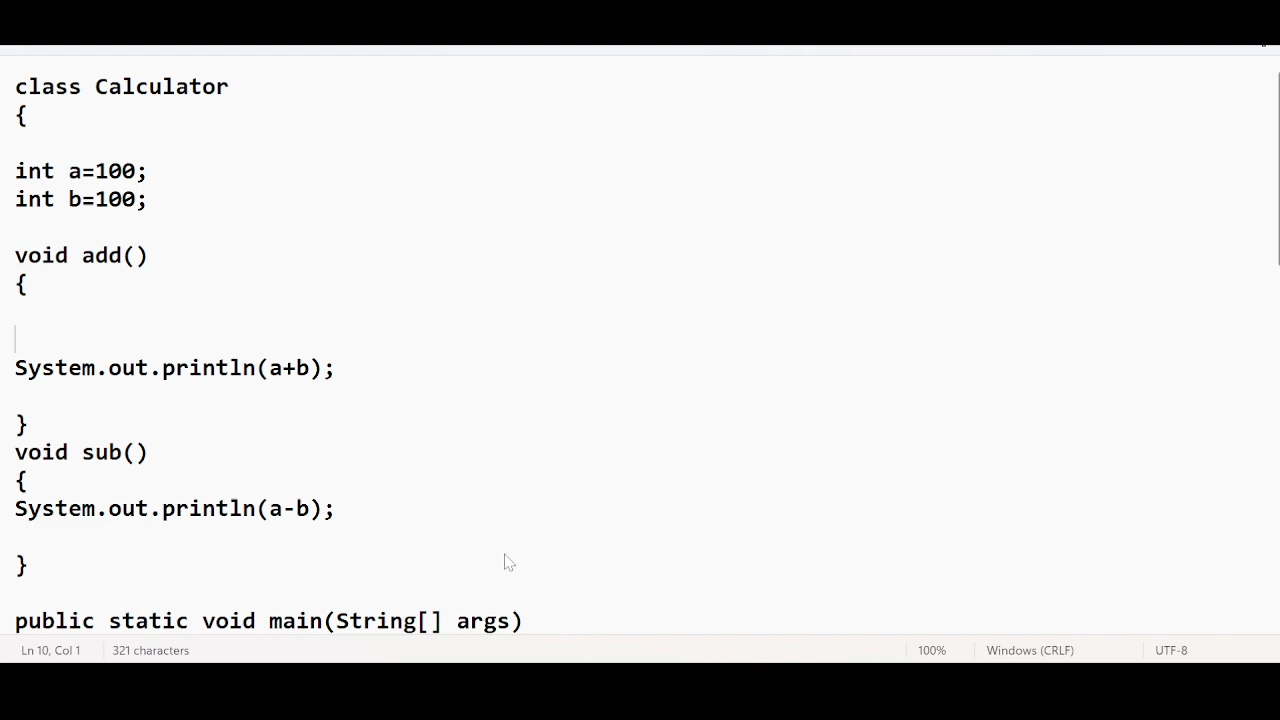 class Calculator
{
int a=100;
int b=100;
void add()
{
System.out.println(a+b);
}
void sub()
{
System.out.println(a-b);
}
public static void main(String[] args)
Ln 10, Col 1 321 characters 100% Windows (CRLF) UTF-8